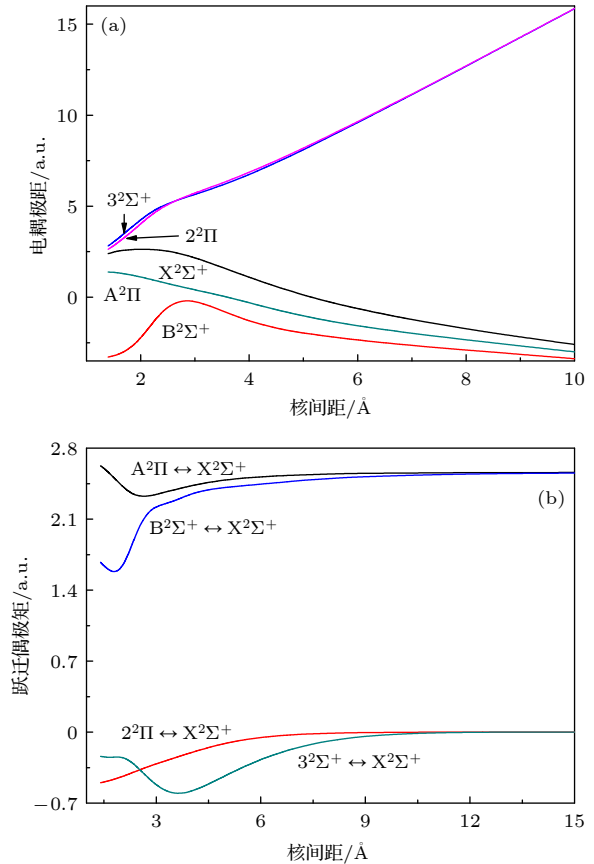 (a)
15
10
5
0
电耦极距/a.u.
3²Σ⁺
2²Π
X²Σ⁺
A²Π
B²Σ⁺
2 4 6 8 10
核间距/Å
(b)
2.8
2.1
1.4
0.7
0
−0.7
跃迁偶极矩/a.u.
A²Π ↔ X²Σ⁺
B²Σ⁺ ↔ X²Σ⁺
2²Π ↔ X²Σ⁺
3²Σ⁺ ↔ X²Σ⁺
3 6 9 12 15
核间距/Å